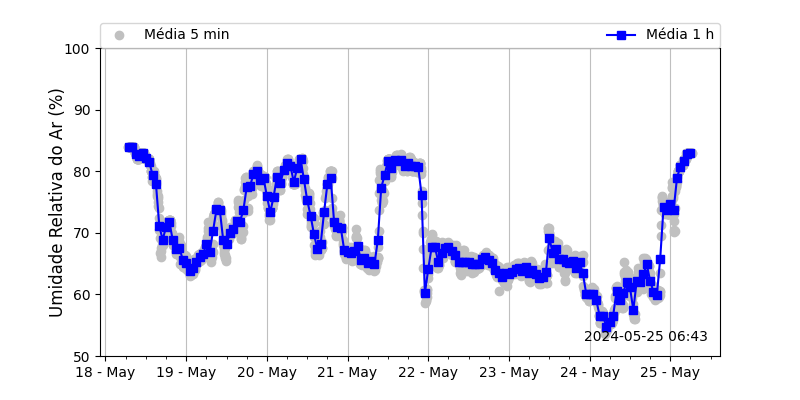 Média 5 min
Média 1 h
Umidade Relativa do Ar (%)
100
90
80
70
60
50
2024-05-25 06:43
18 - May
19 - May
20 - May
21 - May
22 - May
23 - May
24 - May
25 - May